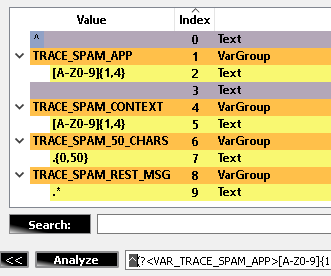 Value Index
^ 0 Text
TRACE_SPAM_APP 1 VarGroup
[A-Z0-9]{1,4} 2 Text
3 Text
TRACE_SPAM_CONTEXT 4 VarGroup
[A-Z0-9]{1,4} 5 Text
TRACE_SPAM_50_CHARS 6 VarGroup
.{0,50} 7 Text
TRACE_SPAM_REST_MSG 8 VarGroup
.* 9 Text
Search:
<< Analyze ^(?<VAR_TRACE_SPAM_APP>[A-Z0-9]{1